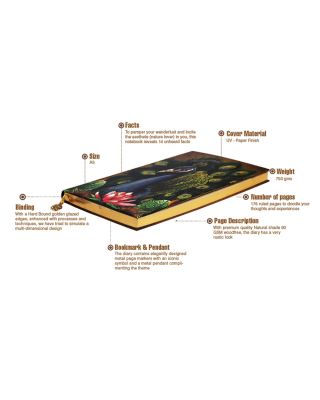 Facts
To pamper your wanderlust and incite
the aesthete (nature lover) in you, this
notebook reveals 14 unheard facts
Cover Material
UV - Paper Finish
Size
A5
Weight
750 gms
Number of pages
176 ruled pages to doodle your
thoughts and experiences
Binding
With a Hard Bound golden glazed
edges, enhanced with processes and
techniques, we have tried to simulate a
multi-dimensional design
Page Description
With premium quality Natural shade 80
GSM woodfree, the diary has a very
rustic look
Bookmark & Pendant
The diary contains elegantly designed
metal page markers with an iconic
symbol and a metal pendant compli-
menting the theme